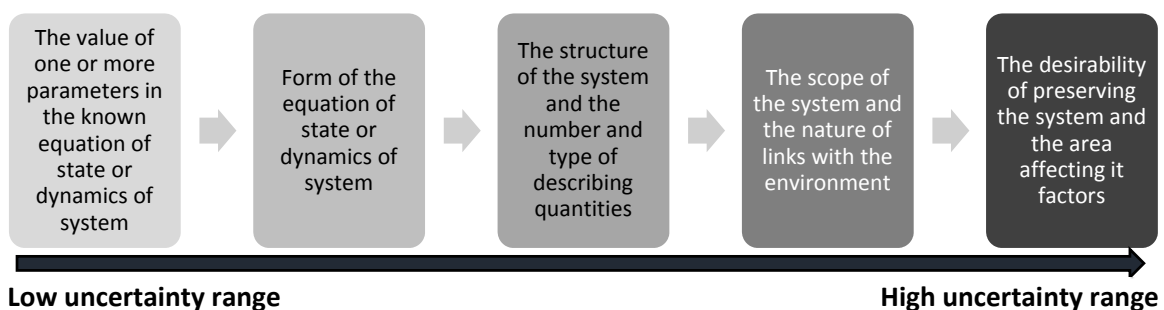 The value of
one or more
parameters in
the known
equation of
state or
dynamics of
system
Form of the
equation of
state or
dynamics of
system
The structure
of the system
and the
number and
type of
describing
quantities
The scope of
the system and
the nature of
links with the
environment
The desirability
of preserving
the system and
the area
affecting it
factors
Low uncertainty range
High uncertainty range